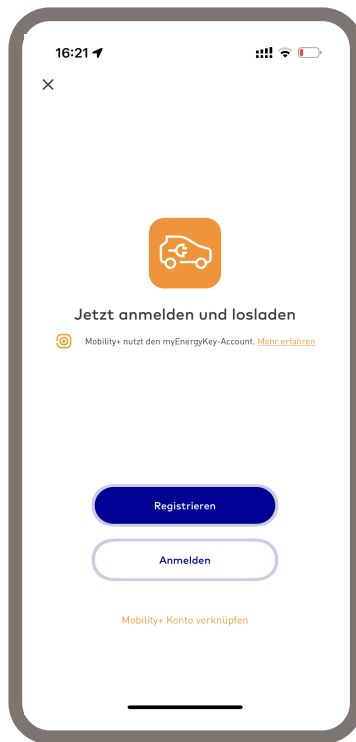 16:21
Jetzt anmelden und losladen
Mobility+ nutzt den myEnergyKey-Account. Mehr erfahren
Registrieren
Anmelden
Mobility+ Konto verknüpfen